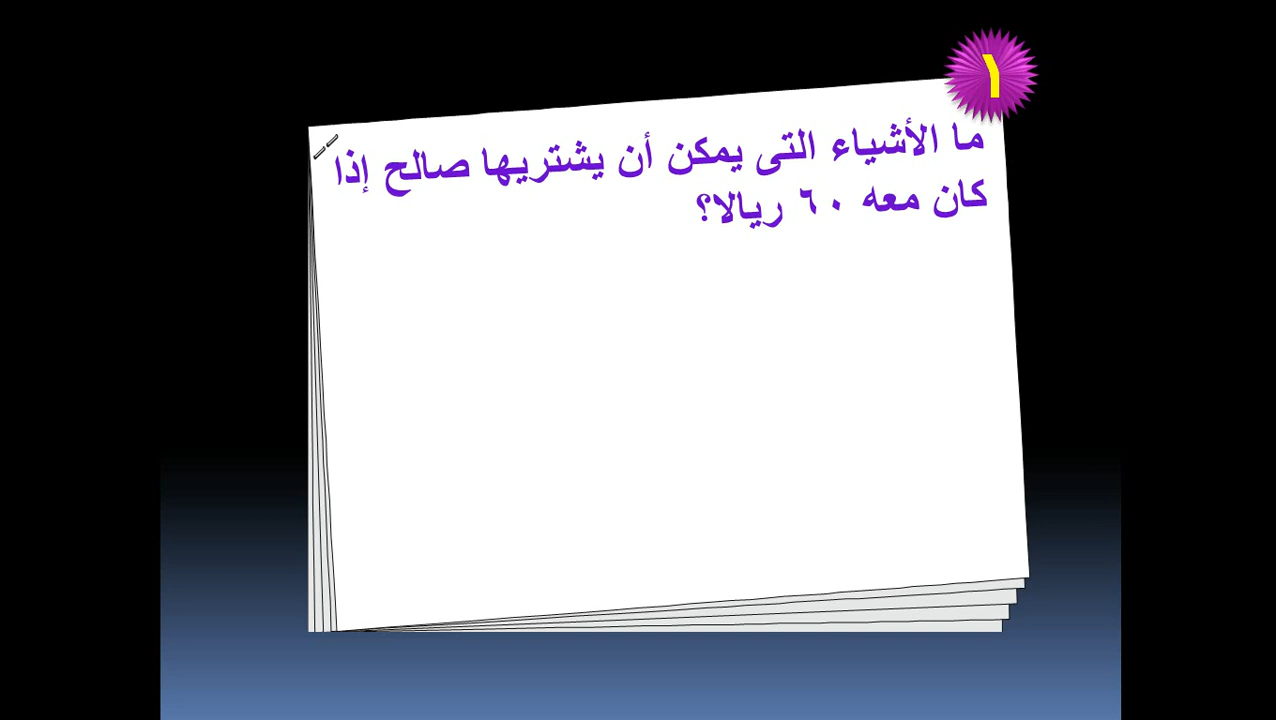 ١
ما الأشياء التى يمكن أن يشتريها صالح إذا
كان معه ٦٠ ريالا؟